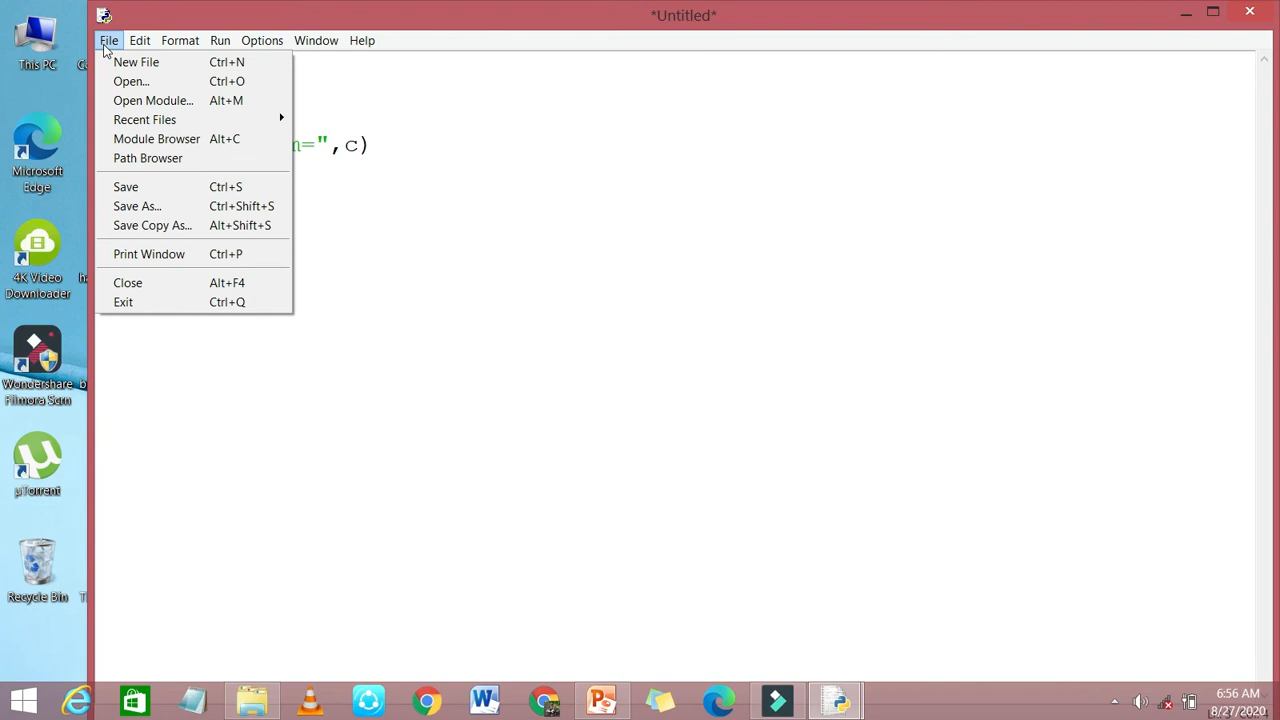 *Untitled*
This PC
File Edit Format Run Options Window Help
New File Ctrl+N
Open... Ctrl+O
Open Module... Alt+M
Recent Files
Module Browser Alt+C
Path Browser
Save Ctrl+S
Save As... Ctrl+Shift+S
Save Copy As... Alt+Shift+S
Print Window Ctrl+P
Close Alt+F4
Exit Ctrl+Q
=",c)
Microsoft
Edge
4K Video
Downloader
Wondershare
Filmora Scrn
µTorrent
Recycle Bin
6:56 AM
8/27/2020